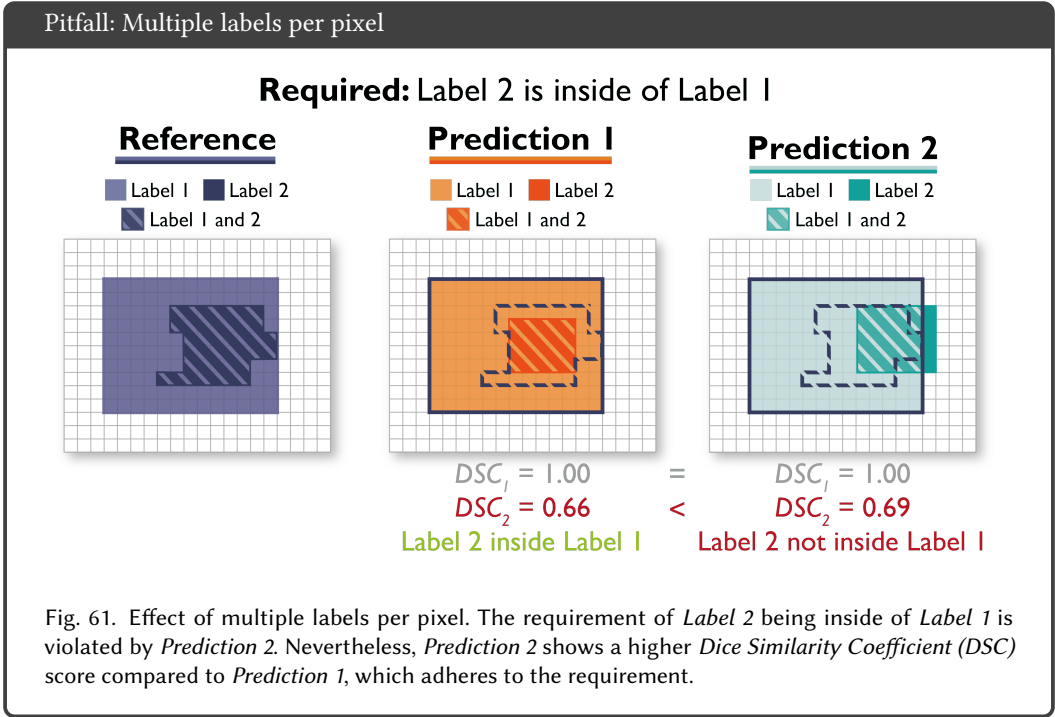 Pitfall: Multiple labels per pixel
Required: Label 2 is inside of Label 1
Reference
Label 1 Label 2
Label 1 and 2
Prediction 1
Label 1 Label 2
Label 1 and 2
Prediction 2
Label 1 Label 2
Label 1 and 2
DSC1 = 1.00 = DSC1 = 1.00
DSC2 = 0.66 < DSC2 = 0.69
Label 2 inside Label 1 Label 2 not inside Label 1
Fig. 61. Effect of multiple labels per pixel. The requirement of Label 2 being inside of Label 1 is
violated by Prediction 2. Nevertheless, Prediction 2 shows a higher Dice Similarity Coefficient (DSC)
score compared to Prediction 1, which adheres to the requirement.